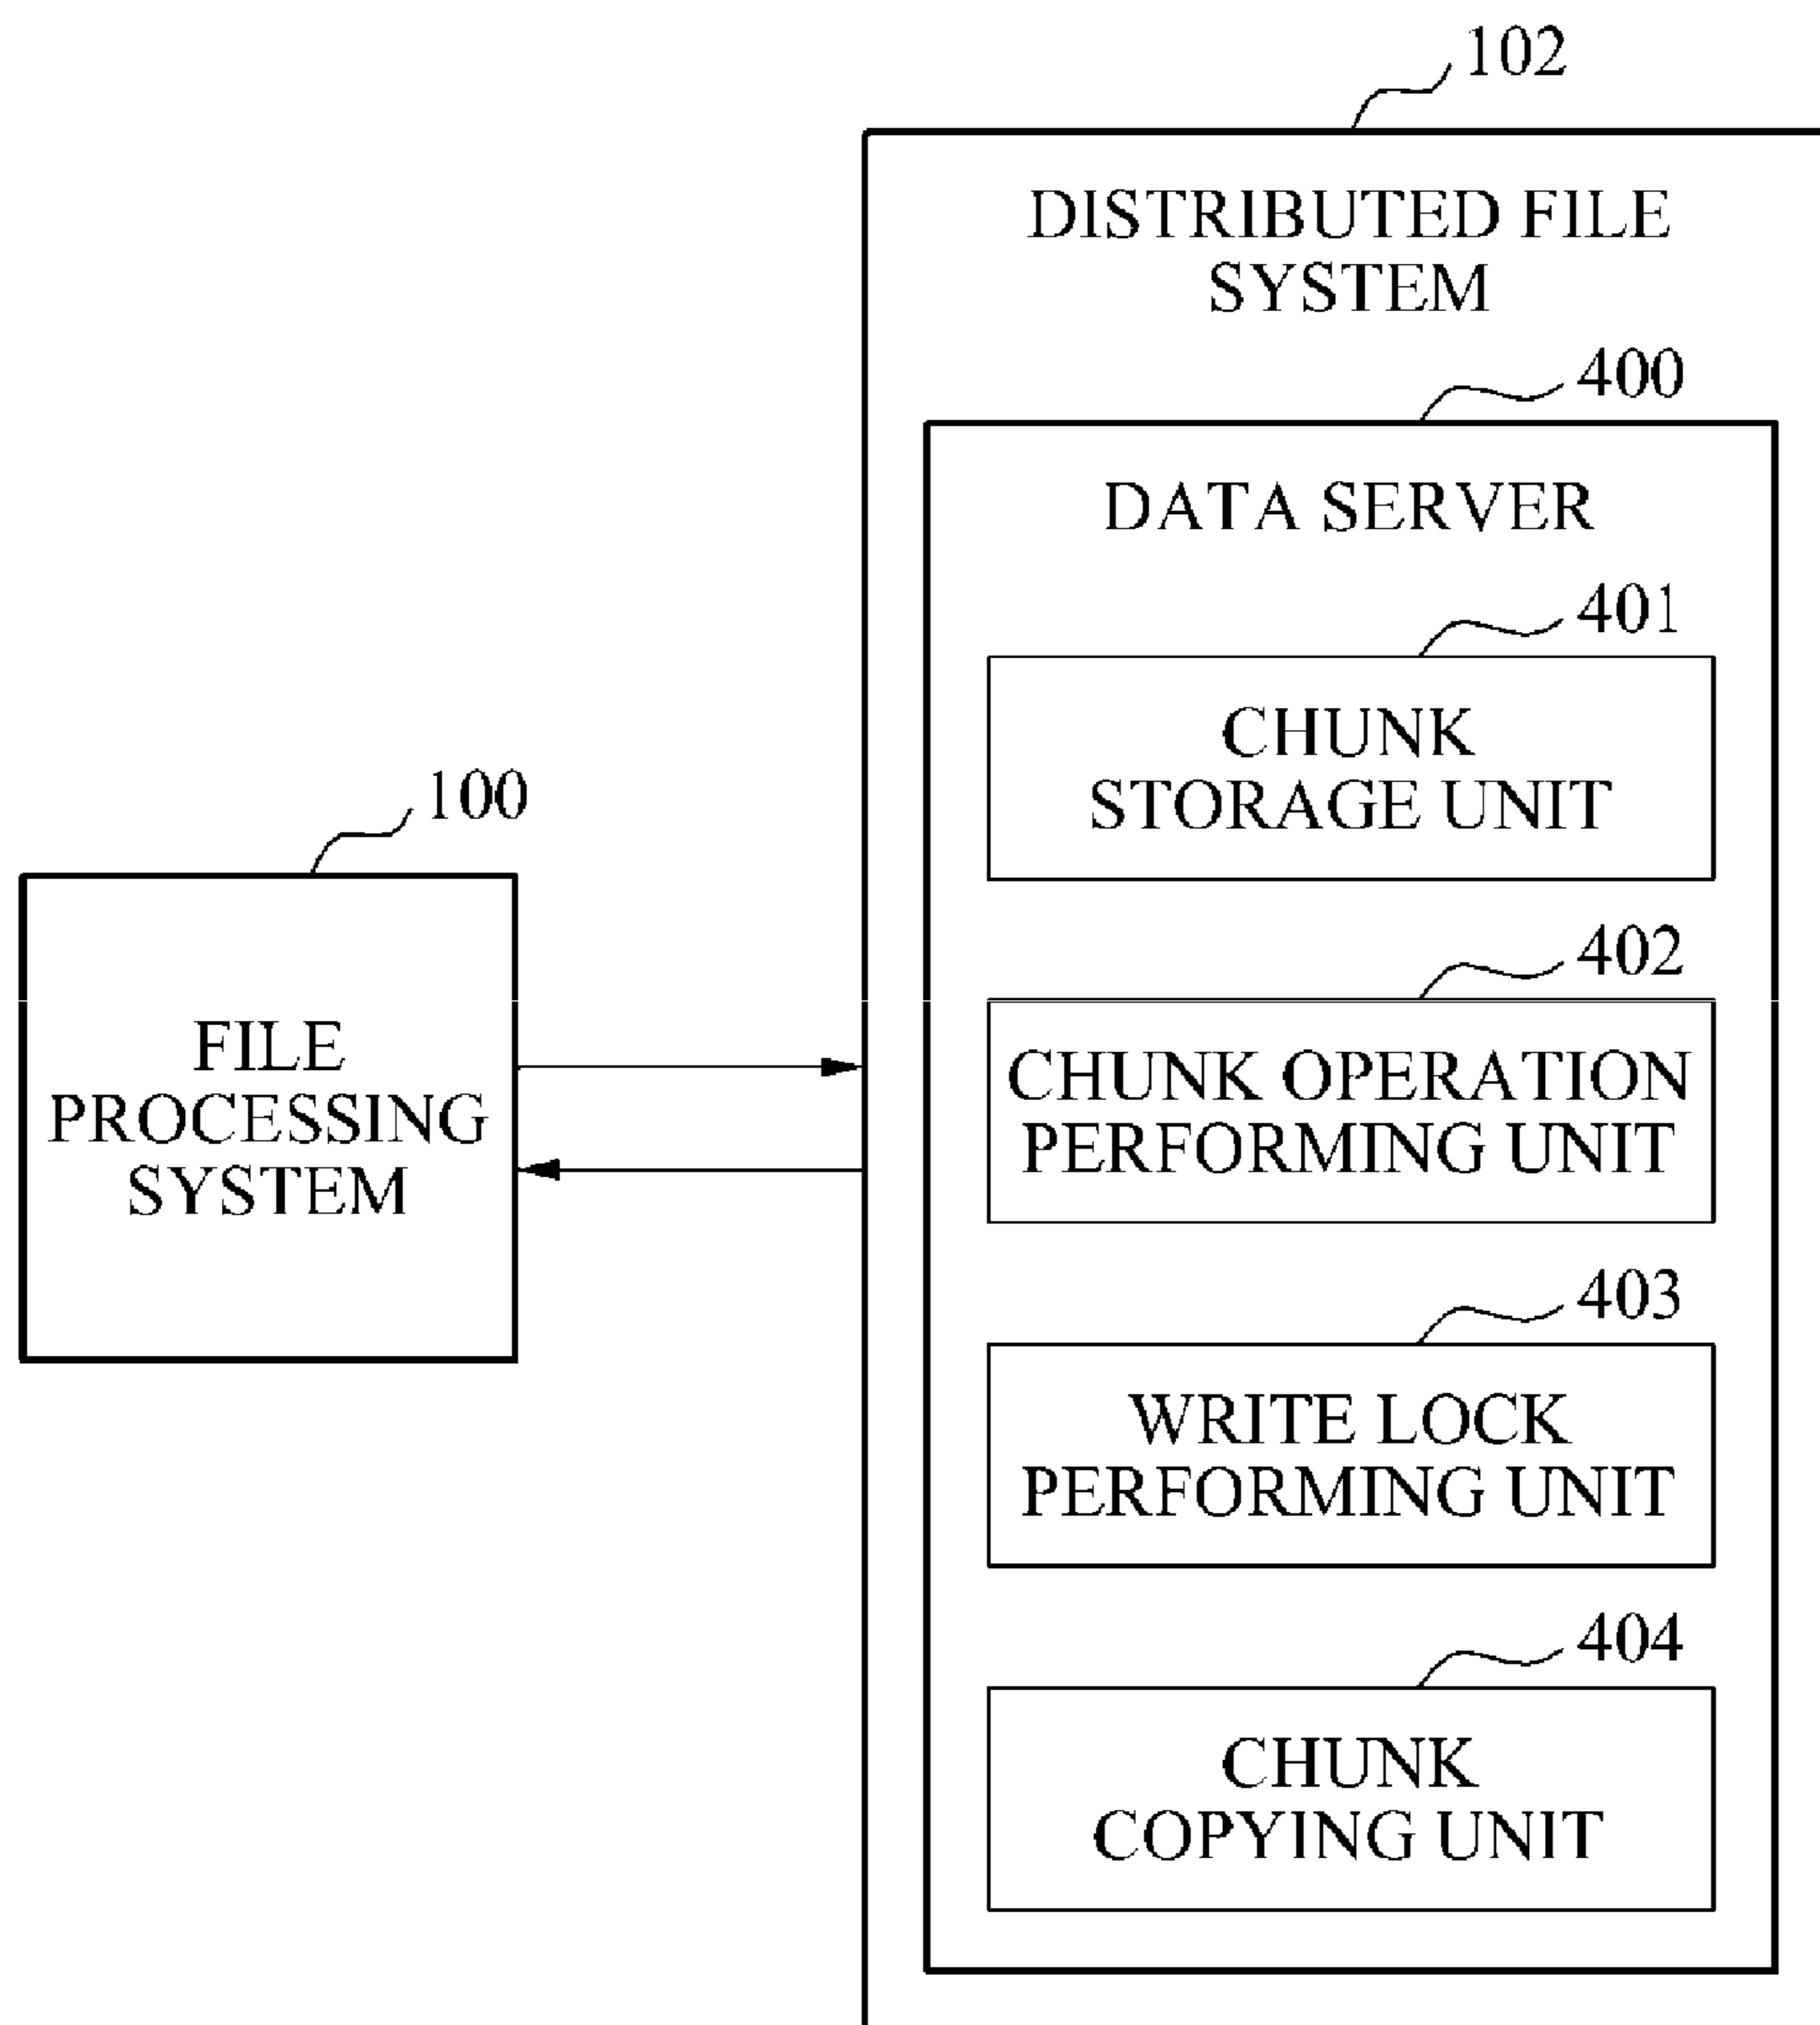 102
DISTRIBUTED FILE
SYSTEM
400
DATA SERVER
401
CHUNK
STORAGE UNIT
100
FILE
PROCESSING
SYSTEM
402
CHUNK OPERATION
PERFORMING UNIT
403
WRITE LOCK
PERFORMING UNIT
404
CHUNK
COPYING UNIT